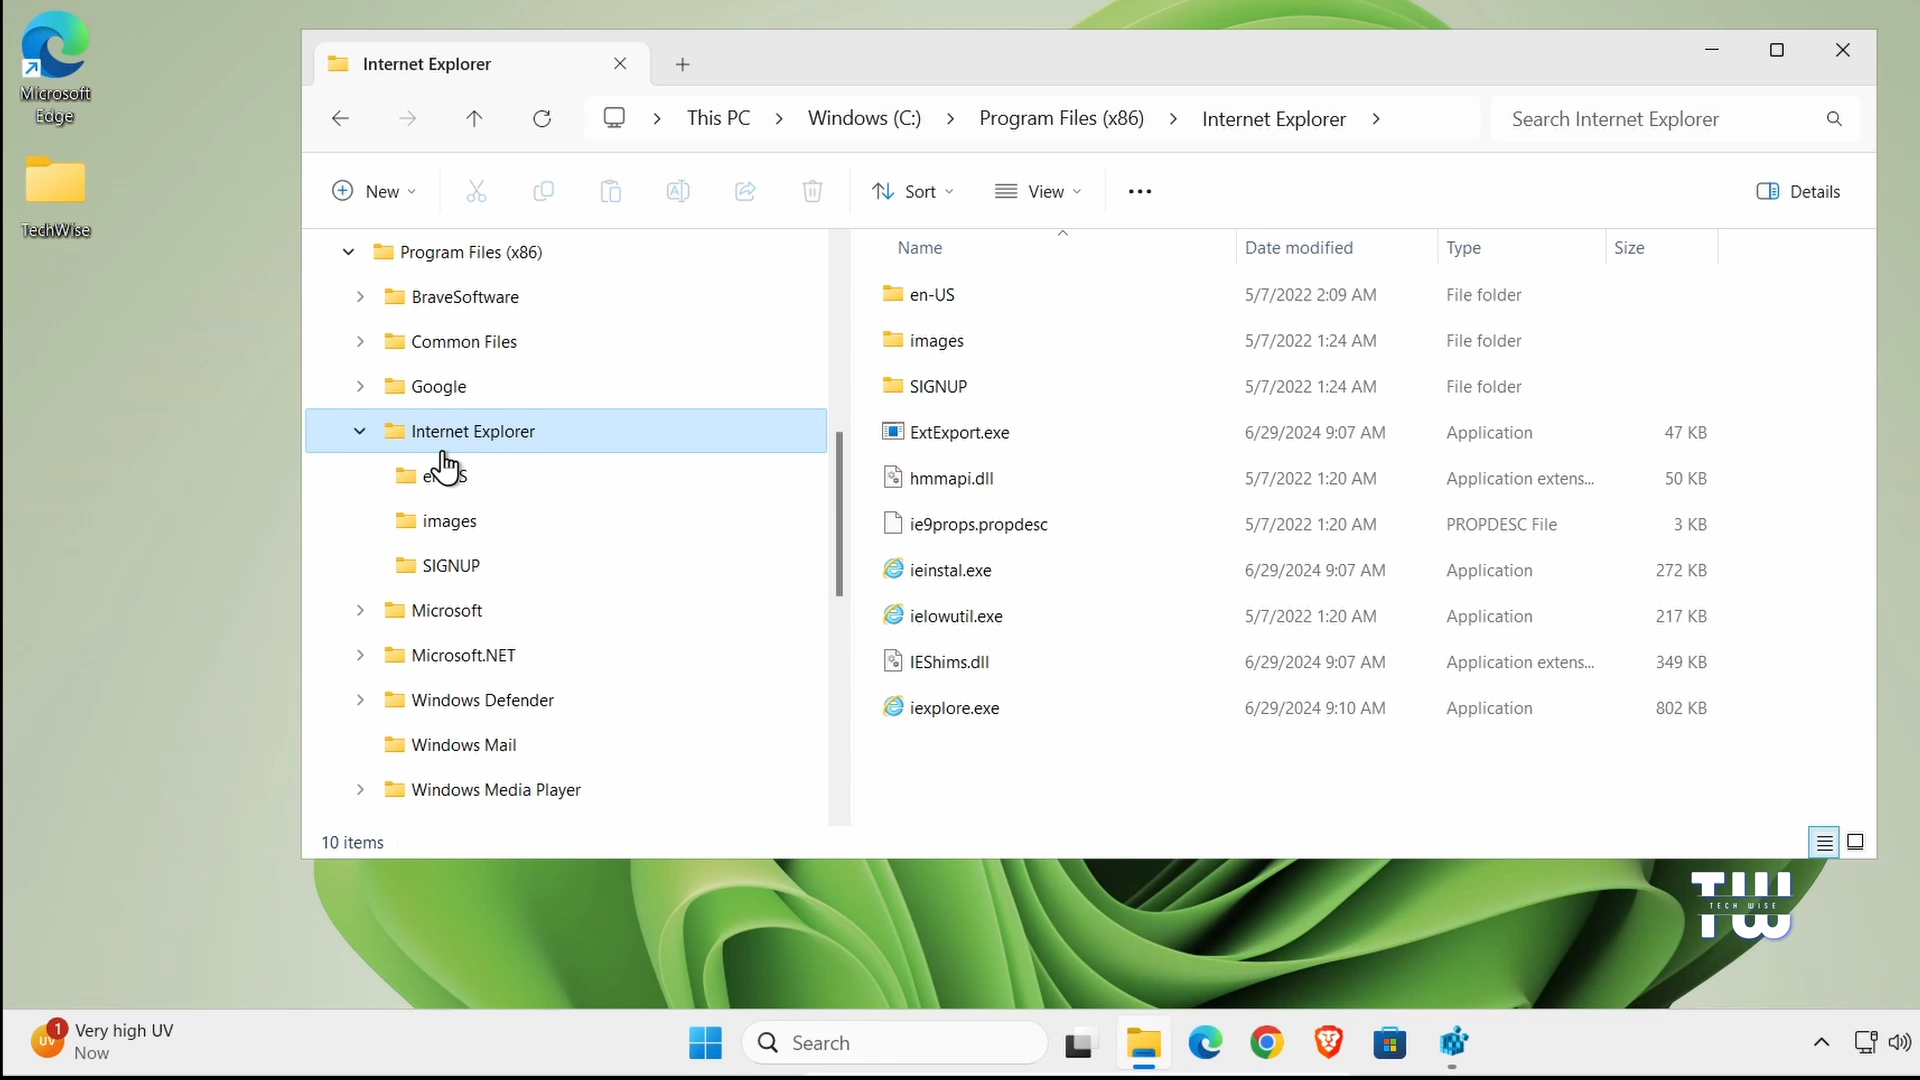 Microsoft
Edge
TechWise
Internet Explorer
This PC
Windows (C:)
Program Files (x86)
Internet Explorer
Search Internet Explorer
New
Sort
View
Details
Program Files (x86)
BraveSoftware
Common Files
Google
Internet Explorer
images
SIGNUP
Microsoft
Microsoft.NET
Windows Defender
Windows Mail
Windows Media Player
Name Date modified Type Size
en-US 5/7/2022 2:09 AM File folder
images 5/7/2022 1:24 AM File folder
SIGNUP 5/7/2022 1:24 AM File folder
ExtExport.exe 6/29/2024 9:07 AM Application 47 KB
hmmapi.dll 5/7/2022 1:20 AM Application extens... 50 KB
ie9props.propdesc 5/7/2022 1:20 AM PROPDESC File 3 KB
ieinstal.exe 6/29/2024 9:07 AM Application 272 KB
ielowutil.exe 5/7/2022 1:20 AM Application 217 KB
IEShims.dll 6/29/2024 9:07 AM Application extens... 349 KB
iexplore.exe 6/29/2024 9:10 AM Application 802 KB
10 items
TW
TECH WISE
UV
1
Very high UV
Now
Search